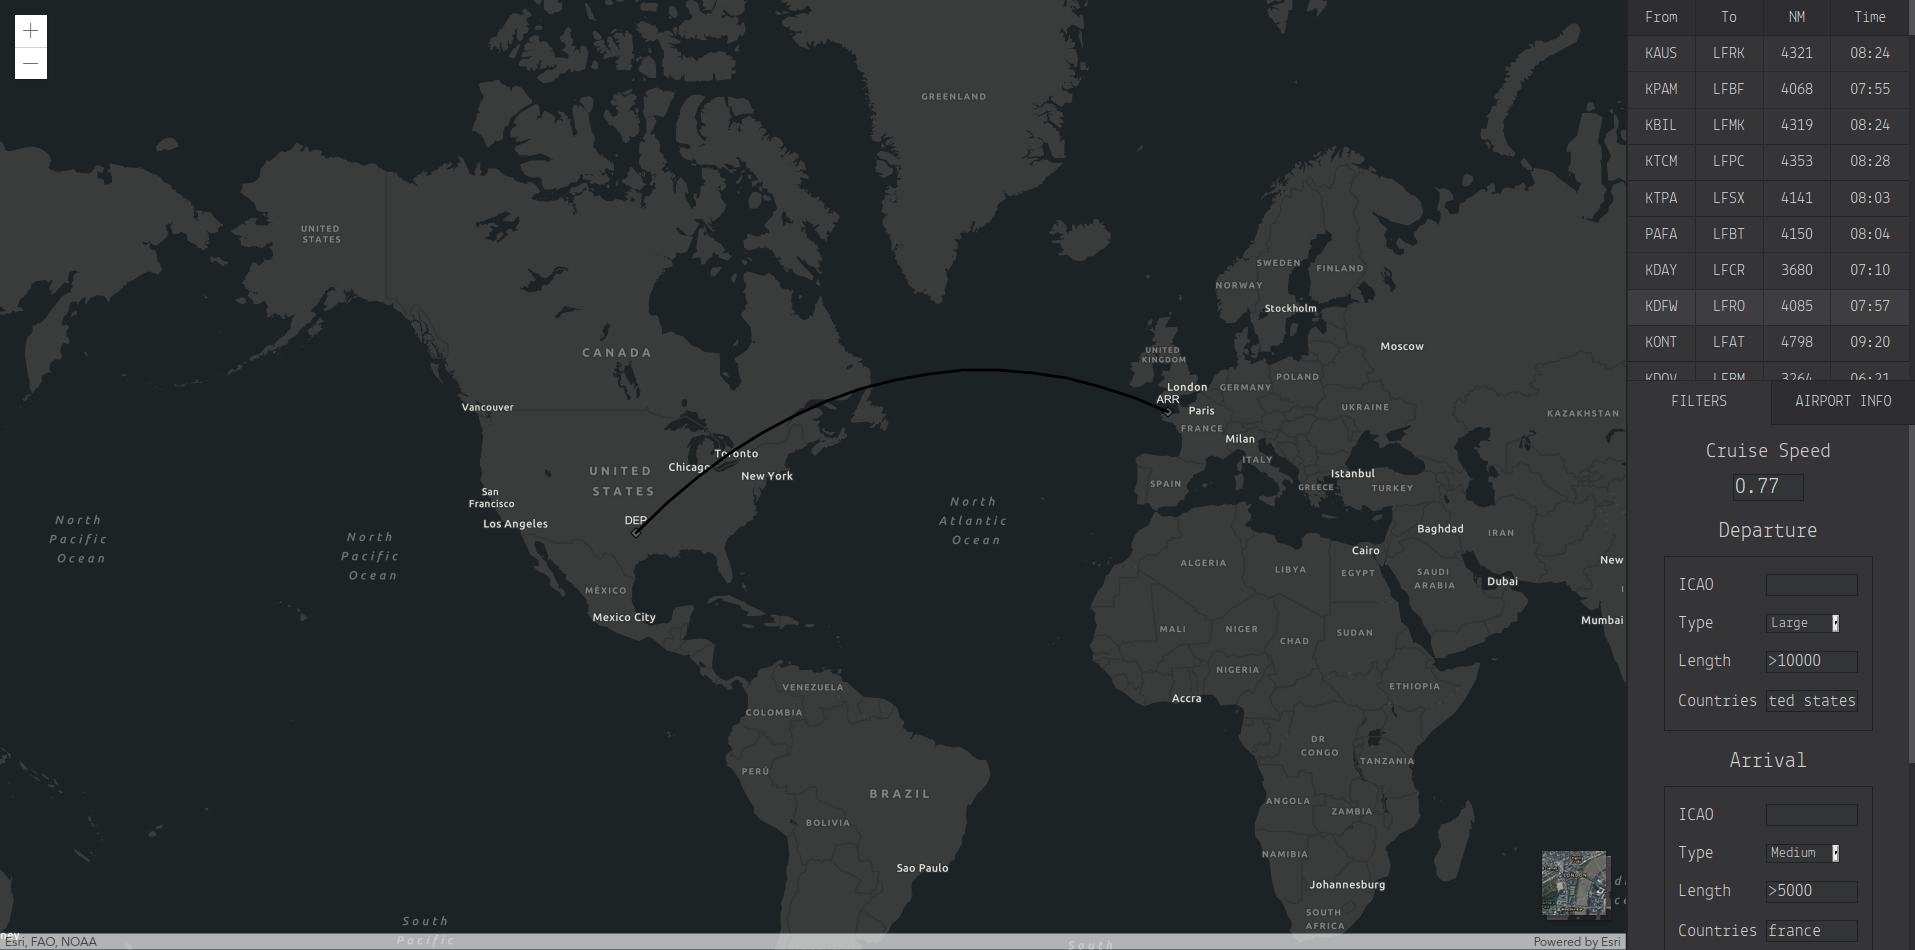 +
−
GREENLAND
UNITED
STATES
SWEDEN
FINLAND
NORWAY
Stockholm
Moscow
CANADA
UNITED
KINGDOM
London
GERMANY
POLAND
ARR
Paris
UKRAINE
KAZAKHSTAN
Vancouver
FRANCE
Milan
Toronto
Chicago
New York
ITALY
Istanbul
UNITED
STATES
SPAIN
GREECE
TURKEY
San
Francisco
Los Angeles
DEP
North
Atlantic
Ocean
North
Pacific
Ocean
North
Pacific
Ocean
Baghdad
IRAN
Cairo
ALGERIA
LIBYA
EGYPT
SAUDI
ARABIA
Dubai
New
MÉXICO
Mexico City
Mumbai
MALI
NIGER
CHAD
SUDAN
NIGERIA
VENEZUELA
COLOMBIA
ETHIOPIA
Accra
DR
CONGO
TANZANIA
PERÚ
BRAZIL
ANGOLA
ZAMBIA
BOLIVIA
NAMIBIA
Sao Paulo
Johannesburg
SOUTH
AFRICA
South
Pacific
South
Esri, FAO, NOAA
Powered by Esri
From To NM Time
KAUS LFRK 4321 08:24
KPAM LFBF 4068 07:55
KBIL LFMK 4319 08:24
KTCM LFPC 4353 08:28
KTPA LFSX 4141 08:03
PAFA LFBT 4150 08:04
KDAY LFCR 3680 07:10
KDFW LFRO 4085 07:57
KONT LFAT 4798 09:20
KDOV LFBM 3264 06:21
FILTERS AIRPORT INFO
Cruise Speed
0.77
Departure
ICAO
Type Large
Length >10000
Countries ted states
Arrival
ICAO
Type Medium
Length >5000
Countries france